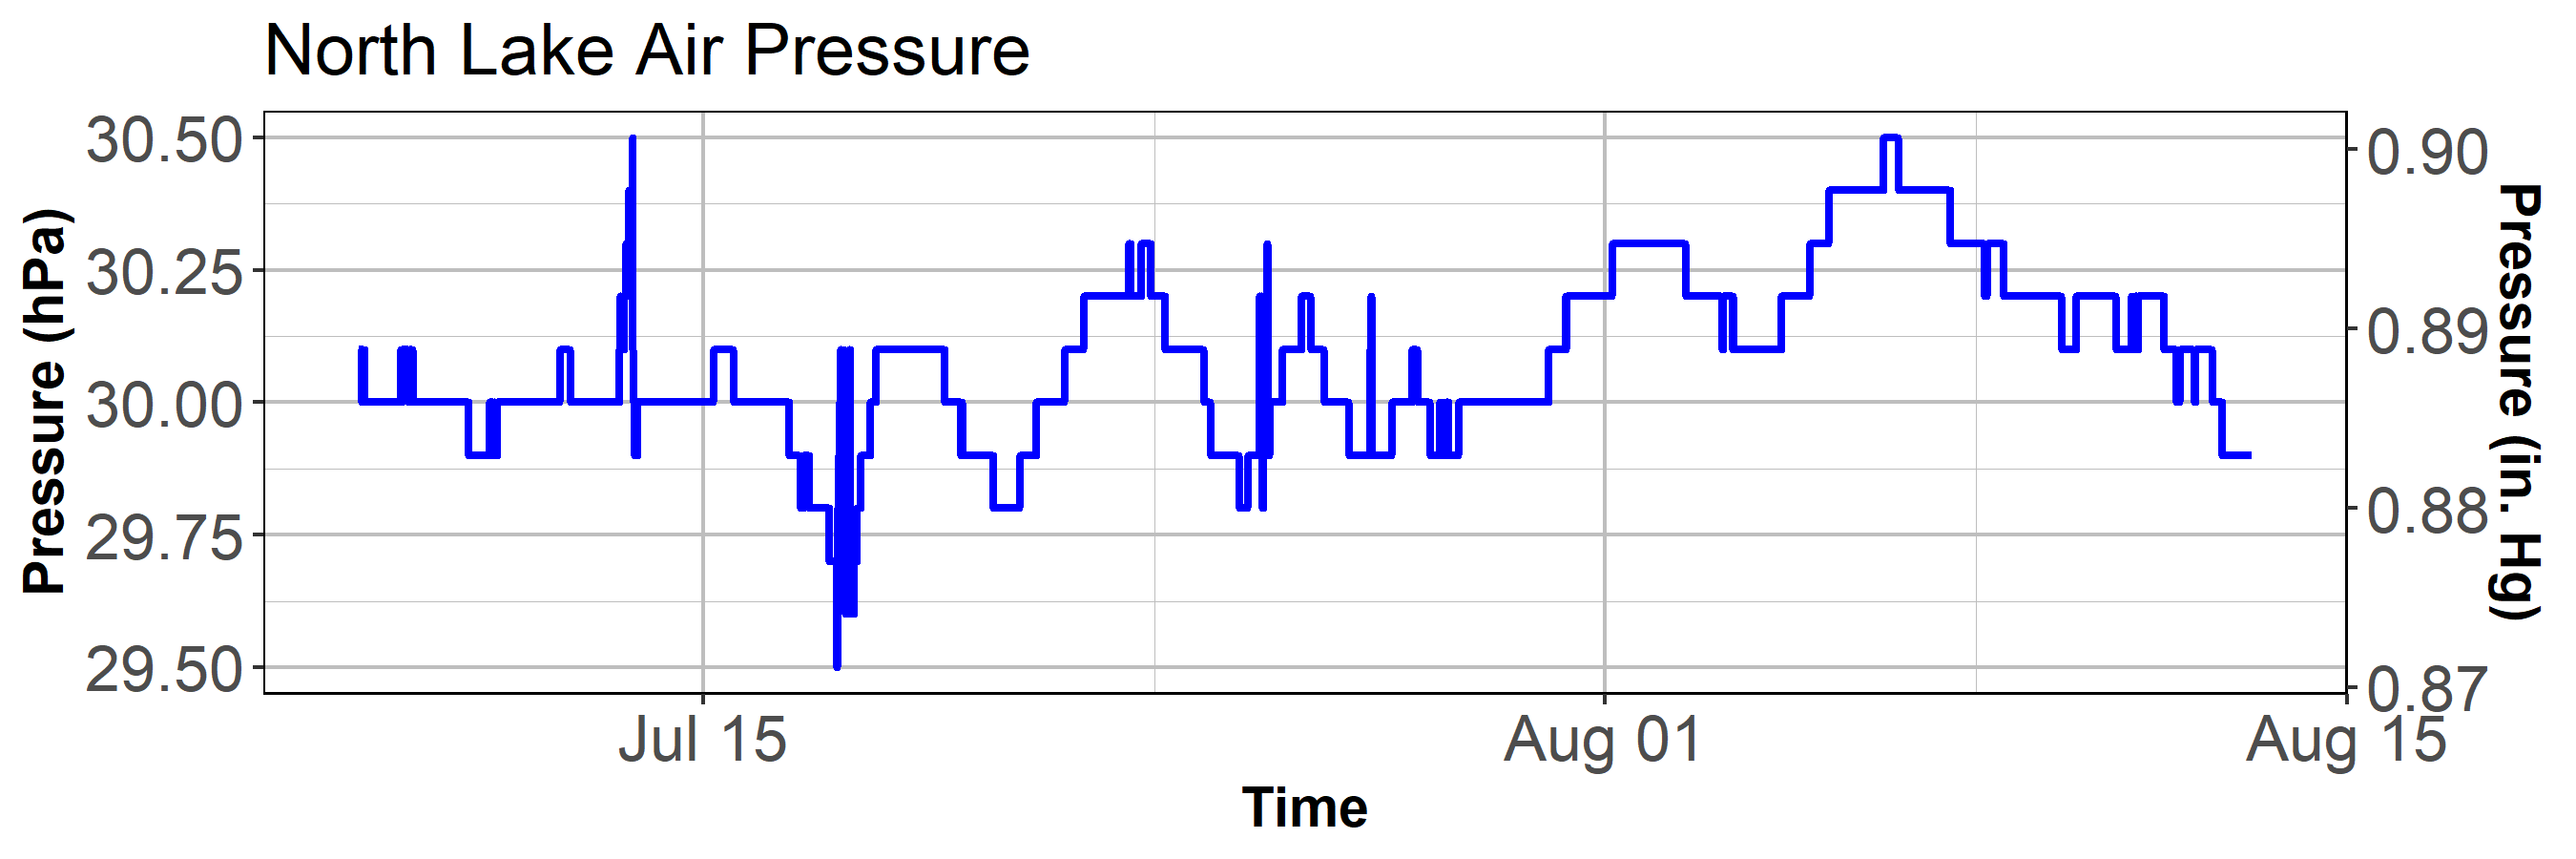 North Lake Air Pressure
Pressure (hPa)
30.50
30.25
30.00
29.75
29.50
0.90
0.89
0.88
0.87
Pressure (in. Hg)
Jul 15
Aug 01
Aug 15
Time